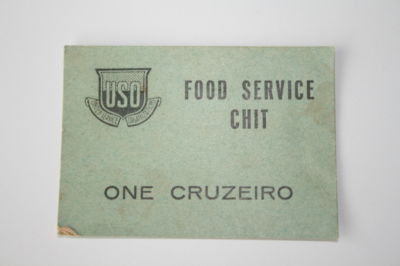 USO
FOOD SERVICE
CHIT
ONE CRUZEIRO